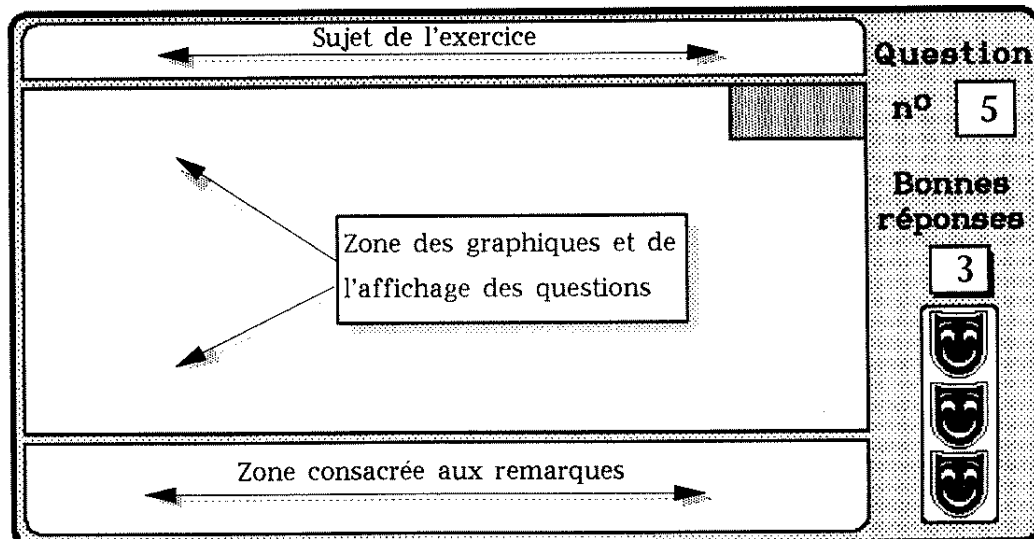 Sujet de l'exercice
Question
nº 5
Bonnes
réponses
3
Zone des graphiques et de
l'affichage des questions
Zone consacrée aux remarques